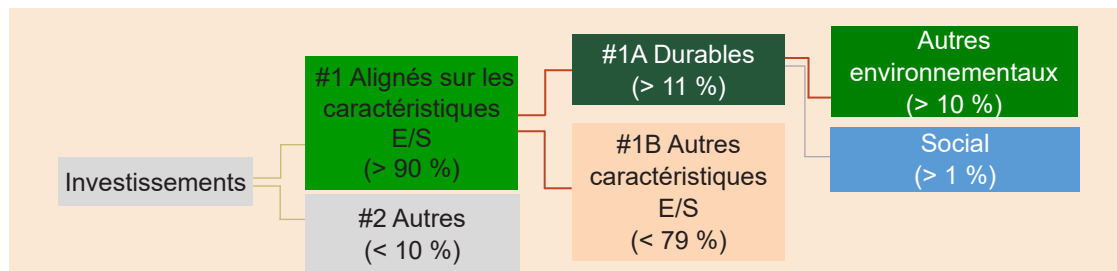 Investissements
#1 Alignés sur les
caractéristiques
E/S
(> 90 %)
#2 Autres
(< 10 %)
#1A Durables
(> 11 %)
#1B Autres
caractéristiques
E/S
(< 79 %)
Autres
environnementaux
(> 10 %)
Social
(> 1 %)